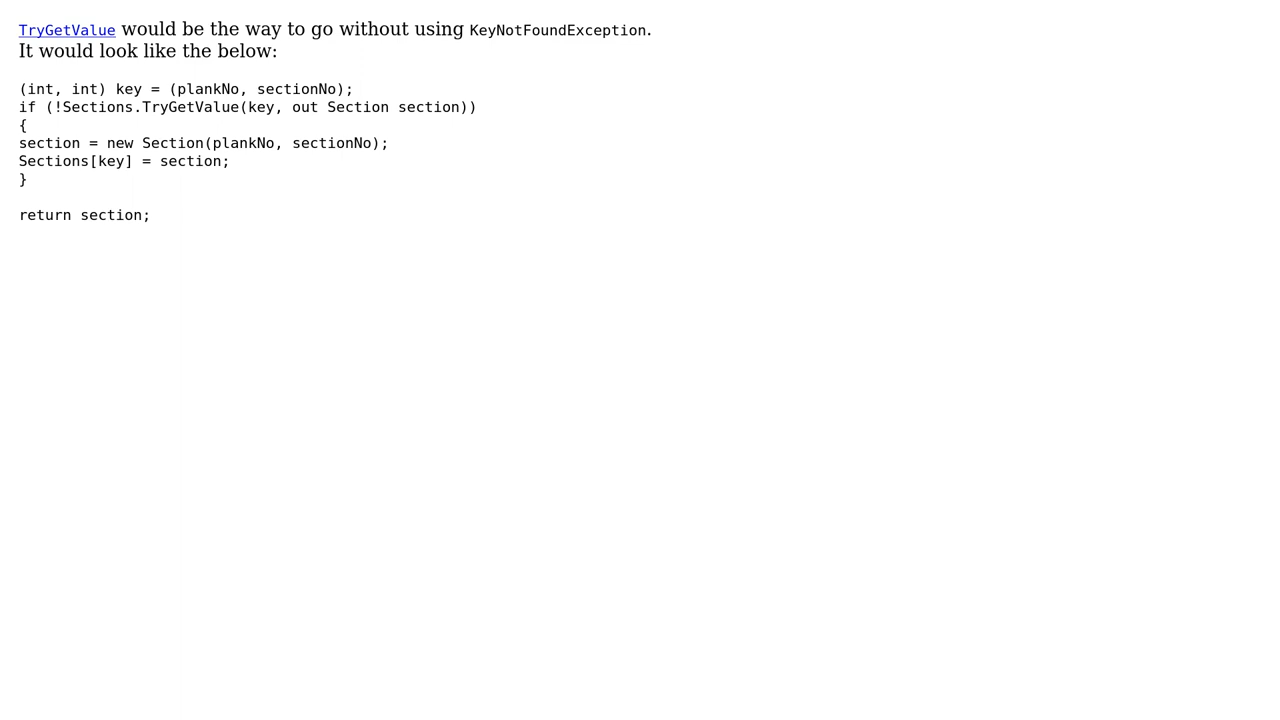 TryGetValue would be the way to go without using KeyNotFoundException.
It would look like the below:
(int, int) key = (plankNo, sectionNo);
if (!Sections.TryGetValue(key, out Section section))
{
section = new Section(plankNo, sectionNo);
Sections[key] = section;
}
return section;